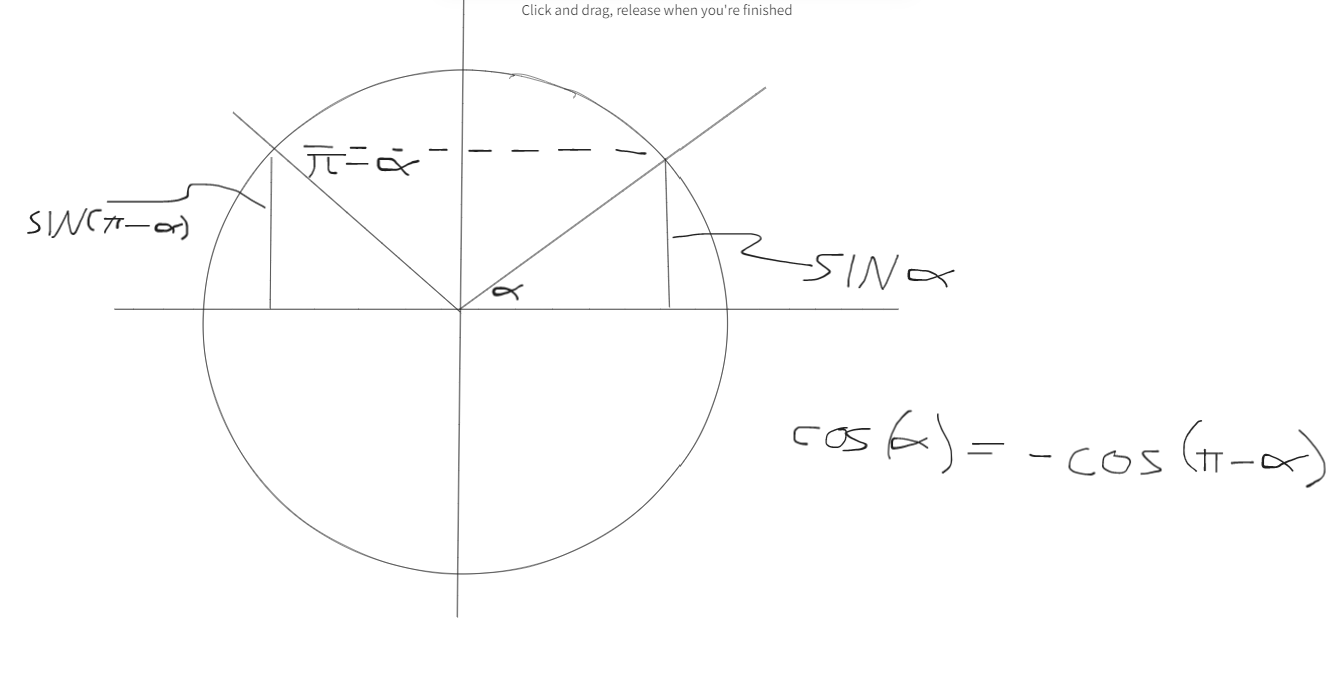 Click and drag, release when you're finished
π-α
SIN(π-α)
α
SIN α
cos(α) = -cos(π-α)